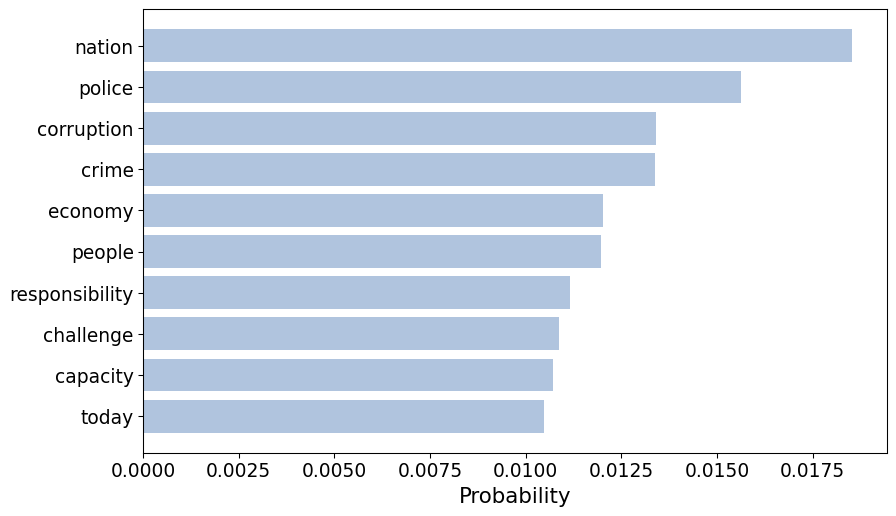 nation
police
corruption
crime
economy
people
responsibility
challenge
capacity
today
0.0000 0.0025 0.0050 0.0075 0.0100 0.0125 0.0150 0.0175
Probability